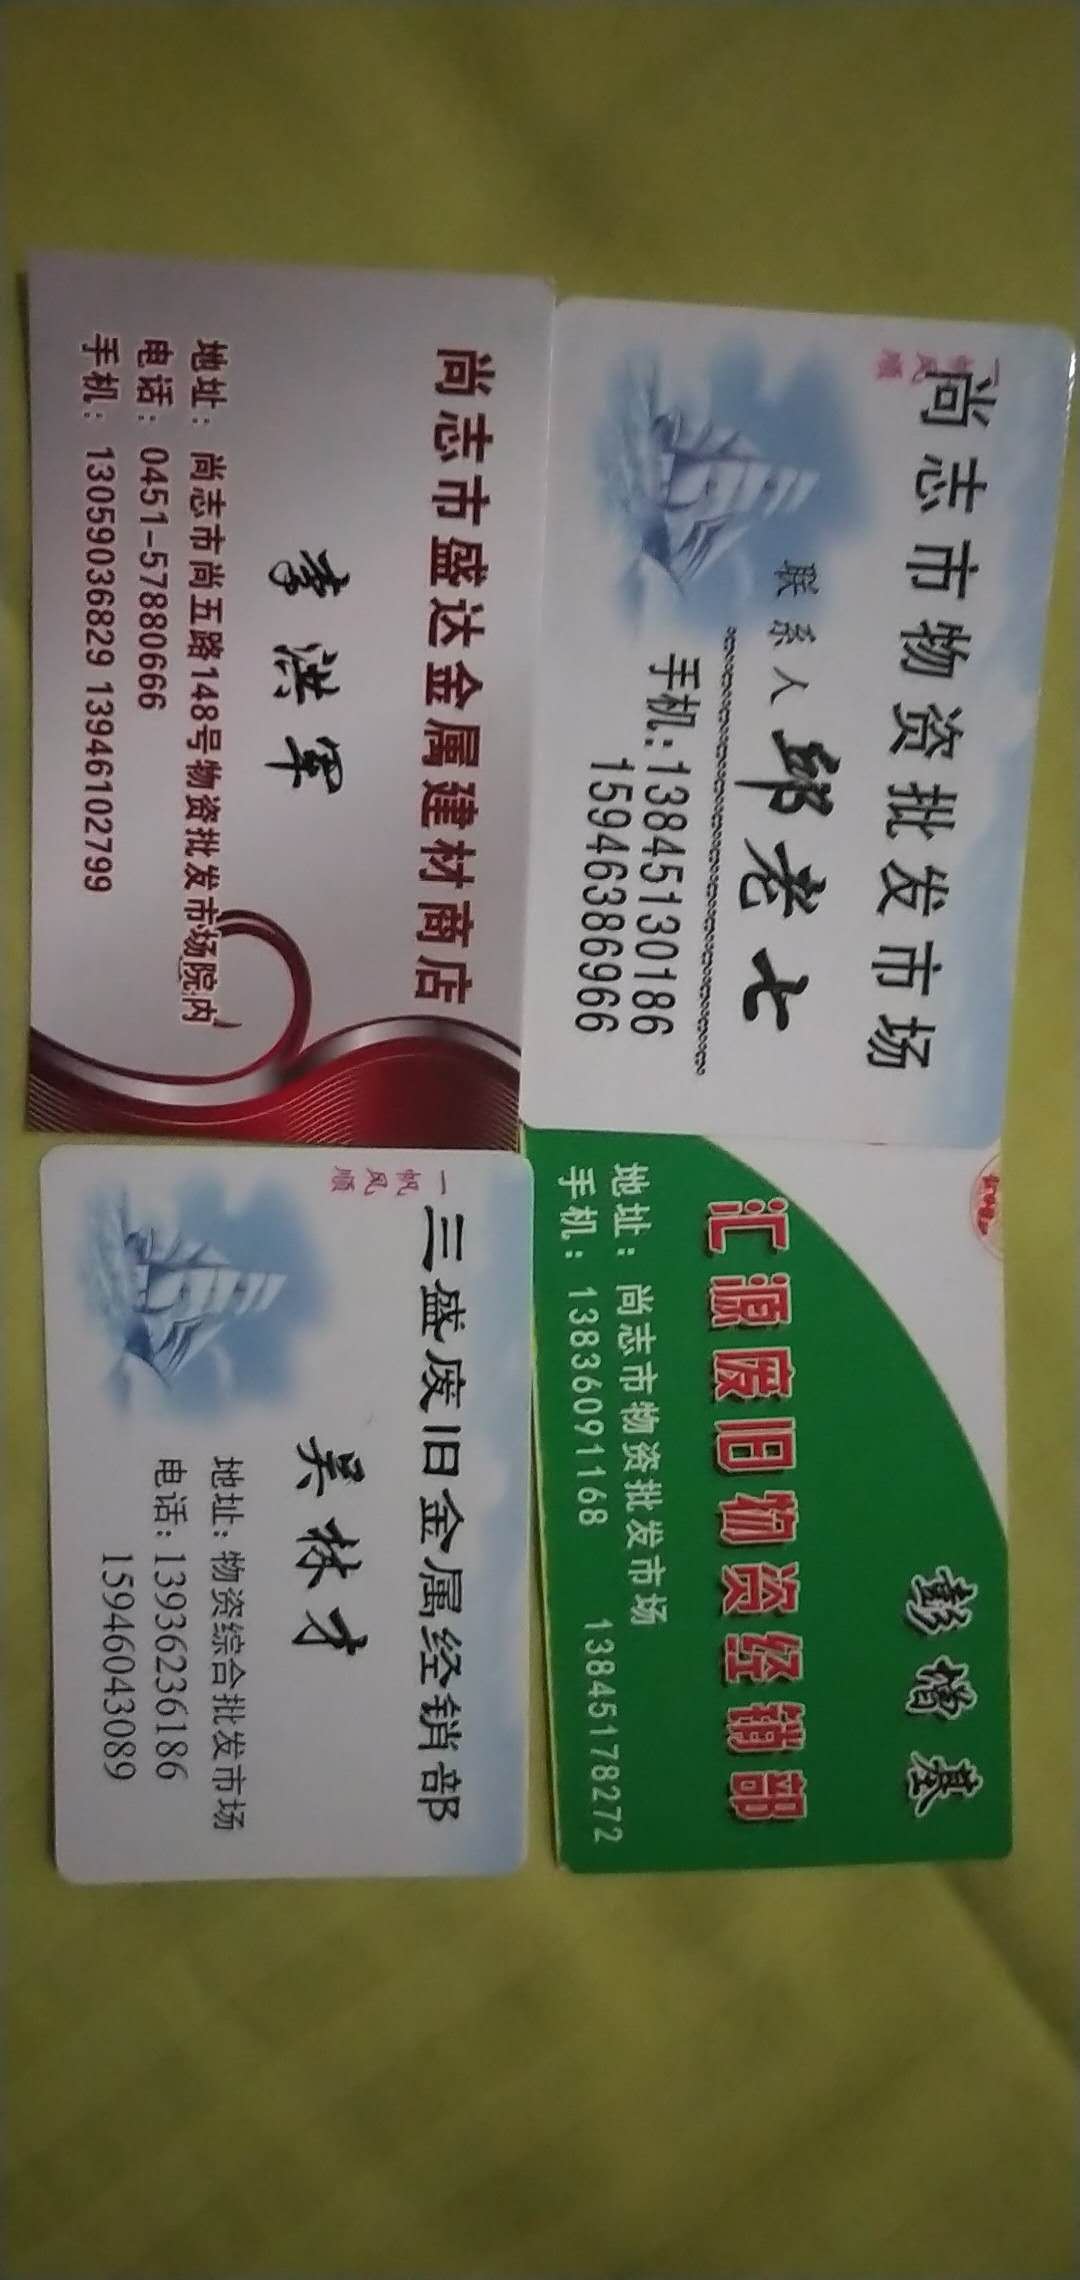 尚志市物资批发市场
一帆风顺
联系人 邱老七
手机:13845130186
15946386966
彭增基
汇源废旧物资经销部
地址:尚志市物资批发市场
手机:13836091168 13845178272
尚志市盛达金属建材商店
李洪军
地址:尚志市尚五路148号物资批发市场院内
电话:0451-57880666
手机:13059036829 13946102799
三盛废旧金属经销部
一帆风顺
吴林才
地址:物资综合批发市场
电话:13936236186
15946043089